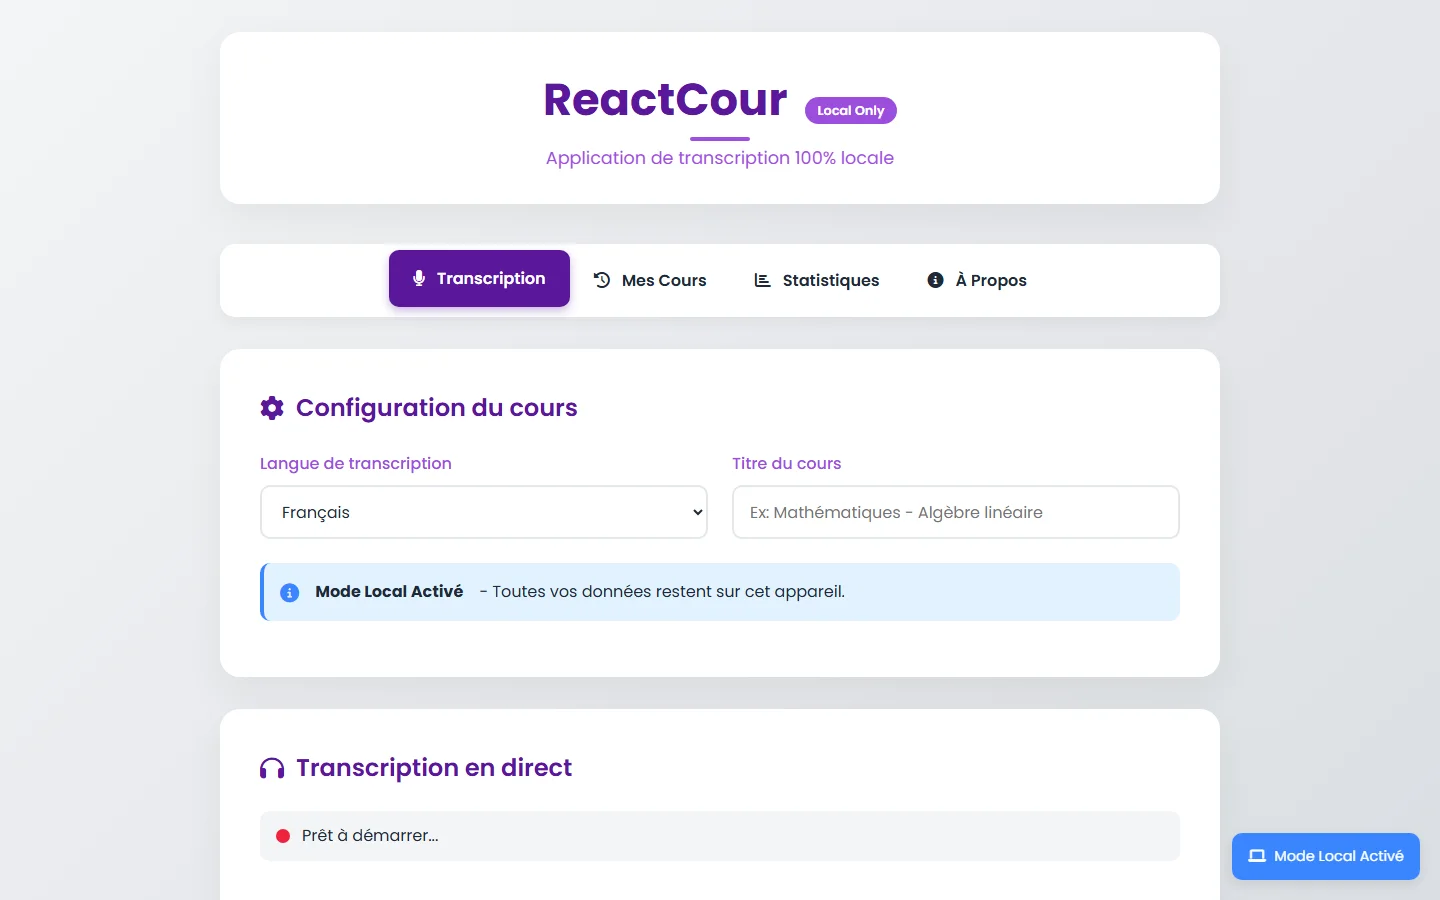 ReactCour Local Only
Application de transcription 100% locale
Transcription Mes Cours Statistiques À Propos
Configuration du cours
Langue de transcription Titre du cours
Français Ex: Mathématiques - Algèbre linéaire
Mode Local Activé - Toutes vos données restent sur cet appareil.
Transcription en direct
Prêt à démarrer...
Mode Local Activé